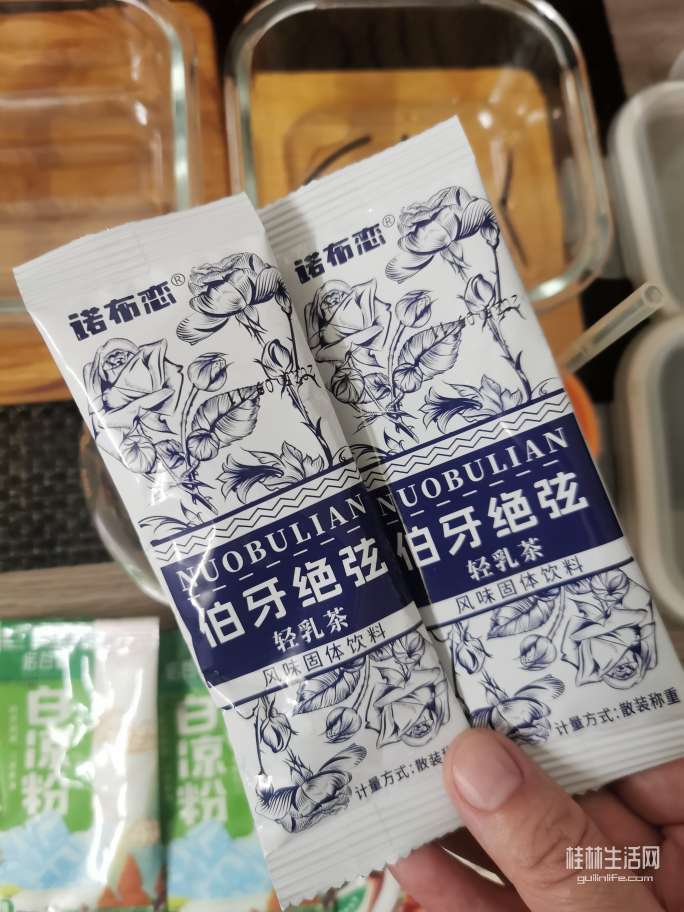 诺布恋®
NUOBULIAN
伯牙绝弦
轻乳茶
风味固体饮料
计量方式:散装
诺布恋®
NUOBULIAN
伯牙绝弦
轻乳茶
风味固体饮料
计量方式:散装称重
白凉粉
白凉粉
桂林生活网
guilinlife.com